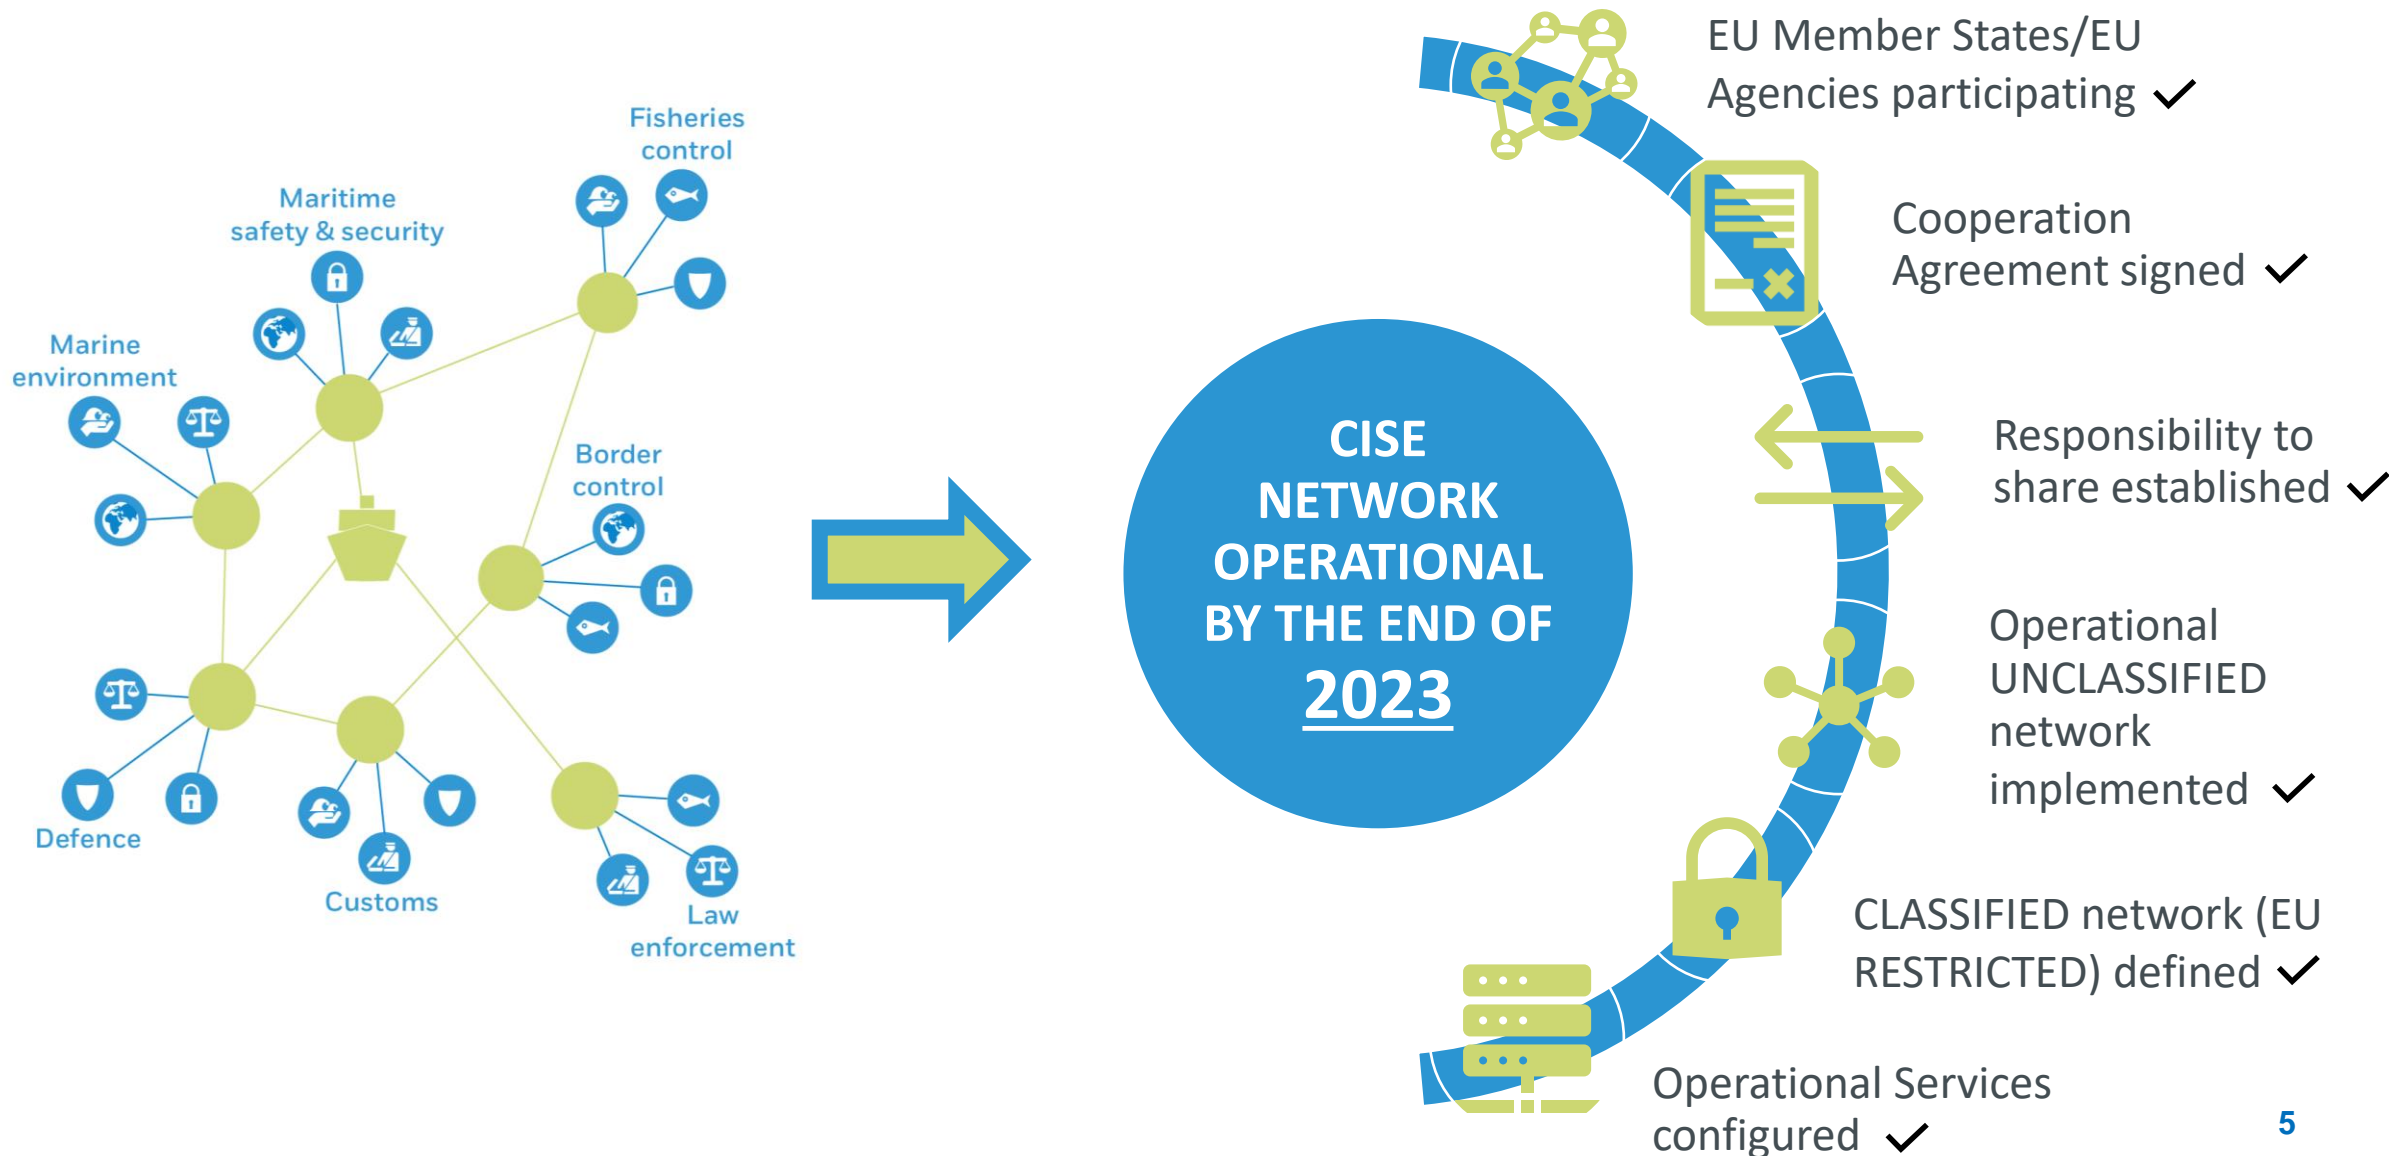 Fisheries
control
Maritime
safety & security
Marine
environment
Border
control
Defence
Customs
Law
enforcement
CISE
NETWORK
OPERATIONAL
BY THE END OF
2023
EU Member States/EU
Agencies participating ✓
Cooperation
Agreement signed ✓
Responsibility to
share established ✓
Operational
UNCLASSIFIED
network
implemented ✓
CLASSIFIED network (EU
RESTRICTED) defined ✓
Operational Services
configured ✓
5